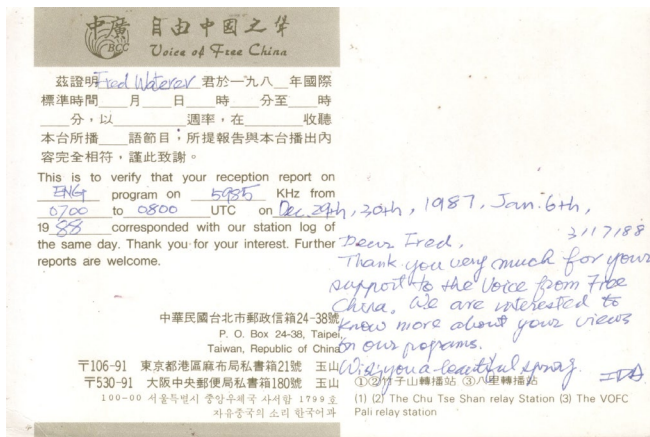 中廣 自由中國之聲
BCC Voice of Free China
茲證明 Fred Waterer 君於一九八__年國際
標準時間___月___日___時___分至___時
___分,以_____週率,在_____收聽
本台所播___語節目,所提報告與本台播出內
容完全相符,謹此致謝。
This is to verify that your reception report on
ENG program on 5985 KHz from
0700 to 0800 UTC on Dec. 29th, 30th, 1987, Jan. 6th,
1988 corresponded with our station log of
the same day. Thank you for your interest. Further
reports are welcome.
3/17/88
Dear Fred,
Thank you very much for your
support to the Voice from Free
China. We are interested to
know more about your views
on our programs.
Wish you a beautiful spring.
中華民國台北市郵政信箱24-38號
P. O. Box 24-38, Taipei,
Taiwan, Republic of China
〒106-91 東京都港區麻布局私書箱21號 玉山
〒530-91 大阪中央郵便局私書箱180號 玉山
100-00 서울특별시 중앙우체국 사서함 1799호
자유중국의 소리 한국어과
①②竹子山轉播站 ③八里轉播站
(1) (2) The Chu Tse Shan relay Station (3) The VOFC
Pali relay station